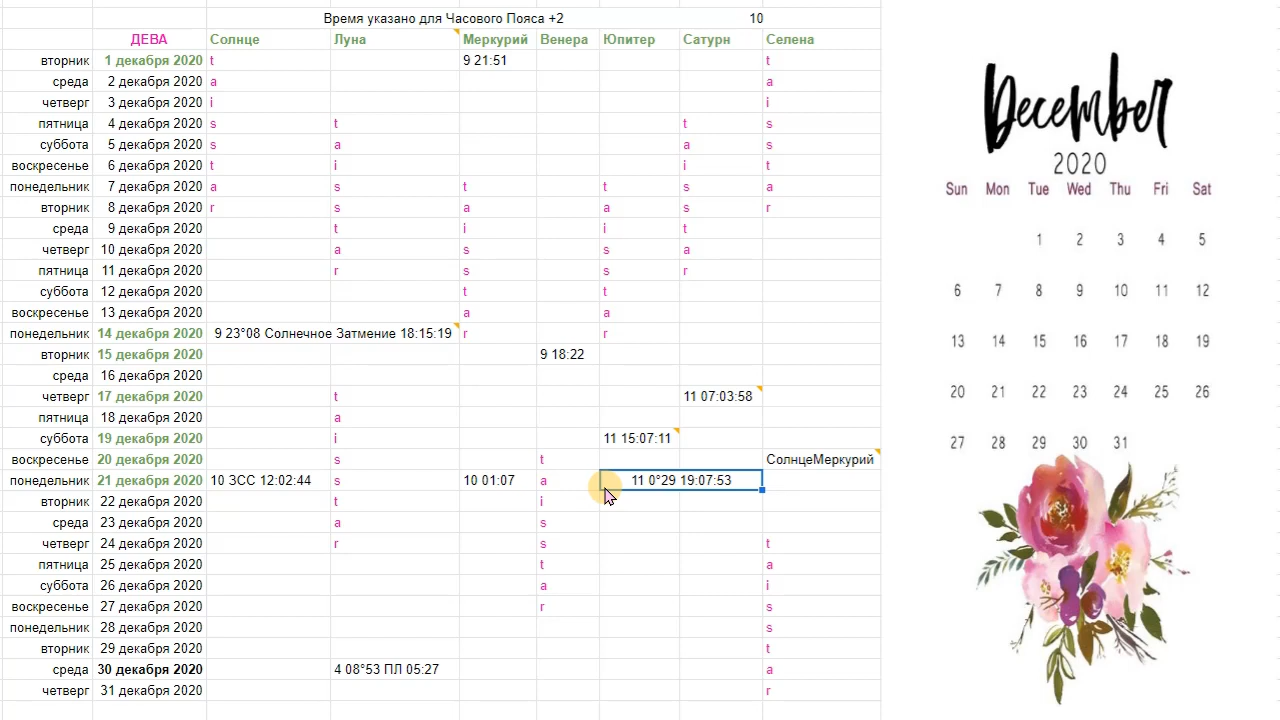 Время указано для Часового Пояса +2 10
ДЕВА Солнце Луна Меркурий Венера Юпитер Сатурн Селена
вторник 1 декабря 2020 t 9 21:51 t
среда 2 декабря 2020 a a
четверг 3 декабря 2020 i i
пятница 4 декабря 2020 s t t s
суббота 5 декабря 2020 s a a s
воскресенье 6 декабря 2020 t i i t
понедельник 7 декабря 2020 a s t t s a
вторник 8 декабря 2020 r s a a s r
среда 9 декабря 2020 t i i t
четверг 10 декабря 2020 a s s a
пятница 11 декабря 2020 r s s r
суббота 12 декабря 2020 t t
воскресенье 13 декабря 2020 a a
понедельник 14 декабря 2020 9 23°08 Солнечное Затмение 18:15:19 r r
вторник 15 декабря 2020 9 18:22
среда 16 декабря 2020
четверг 17 декабря 2020 t 11 07:03:58
пятница 18 декабря 2020 a
суббота 19 декабря 2020 i 11 15:07:11
воскресенье 20 декабря 2020 s t СолнцеМеркурий
понедельник 21 декабря 2020 10 ЗСС 12:02:44 s 10 01:07 a 11 0°29 19:07:53
вторник 22 декабря 2020 t i
среда 23 декабря 2020 a s
четверг 24 декабря 2020 r s t
пятница 25 декабря 2020 t a
суббота 26 декабря 2020 a i
воскресенье 27 декабря 2020 r s
понедельник 28 декабря 2020 s
вторник 29 декабря 2020 t
среда 30 декабря 2020 4 08°53 ПЛ 05:27 a
четверг 31 декабря 2020 r
December
2020
Sun Mon Tue Wed Thu Fri Sat
1 2 3 4 5
6 7 8 9 10 11 12
13 14 15 16 17 18 19
20 21 22 23 24 25 26
27 28 29 30 31